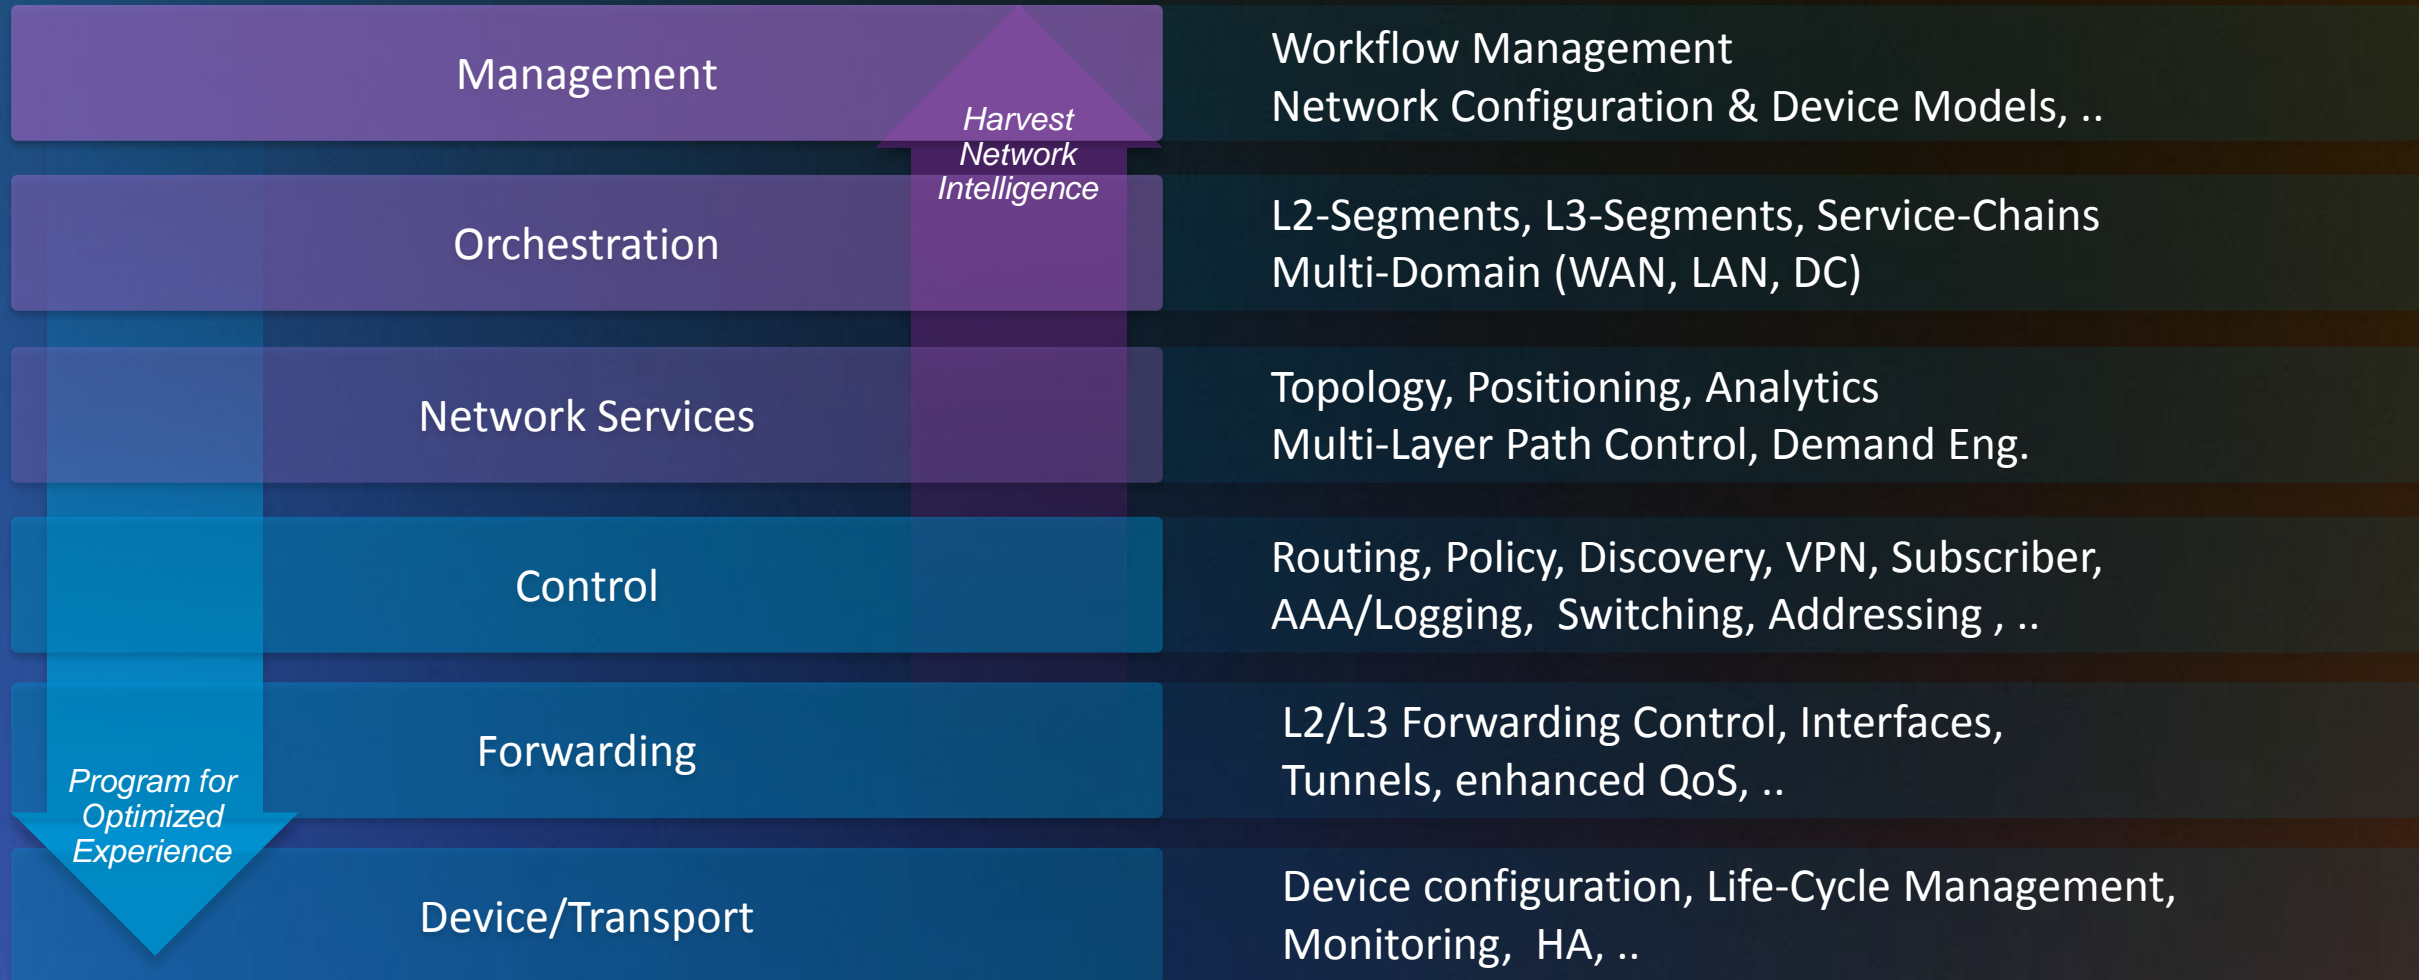 Management
Harvest
Network
Intelligence
Workflow Management
Network Configuration & Device Models, ..
Orchestration
L2-Segments, L3-Segments, Service-Chains
Multi-Domain (WAN, LAN, DC)
Network Services
Topology, Positioning, Analytics
Multi-Layer Path Control, Demand Eng.
Control
Routing, Policy, Discovery, VPN, Subscriber,
AAA/Logging,  Switching, Addressing , ..
Forwarding
L2/L3 Forwarding Control, Interfaces,
Tunnels, enhanced QoS, ..
Program for
Optimized
Experience
Device/Transport
Device configuration, Life-Cycle Management,
Monitoring,  HA, ..